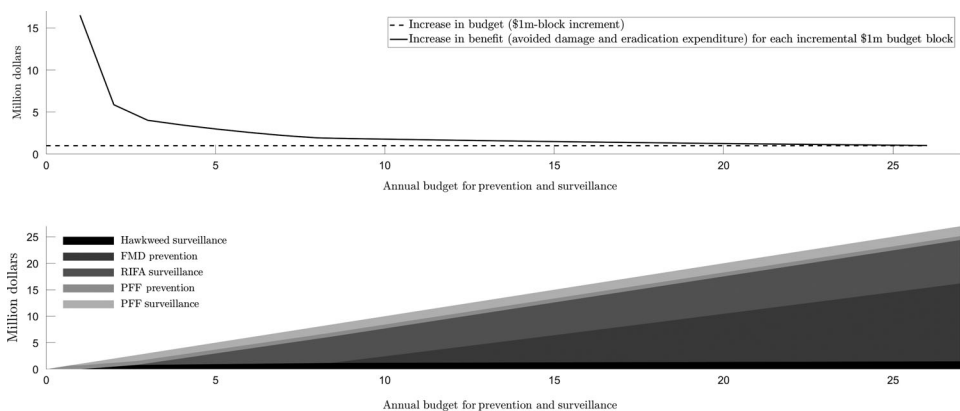 15
10
5
0
Million dollars
Increase in budget ($1m-block increment)
Increase in benefit (avoided damage and eradication expenditure) for each incremental $1m budget block
0 5 10 15 20 25
Annual budget for prevention and surveillance
25
20
15
10
5
0
Million dollars
Hawkweed surveillance
FMD prevention
RIFA surveillance
PFF prevention
PFF surveillance
0 5 10 15 20 25
Annual budget for prevention and surveillance